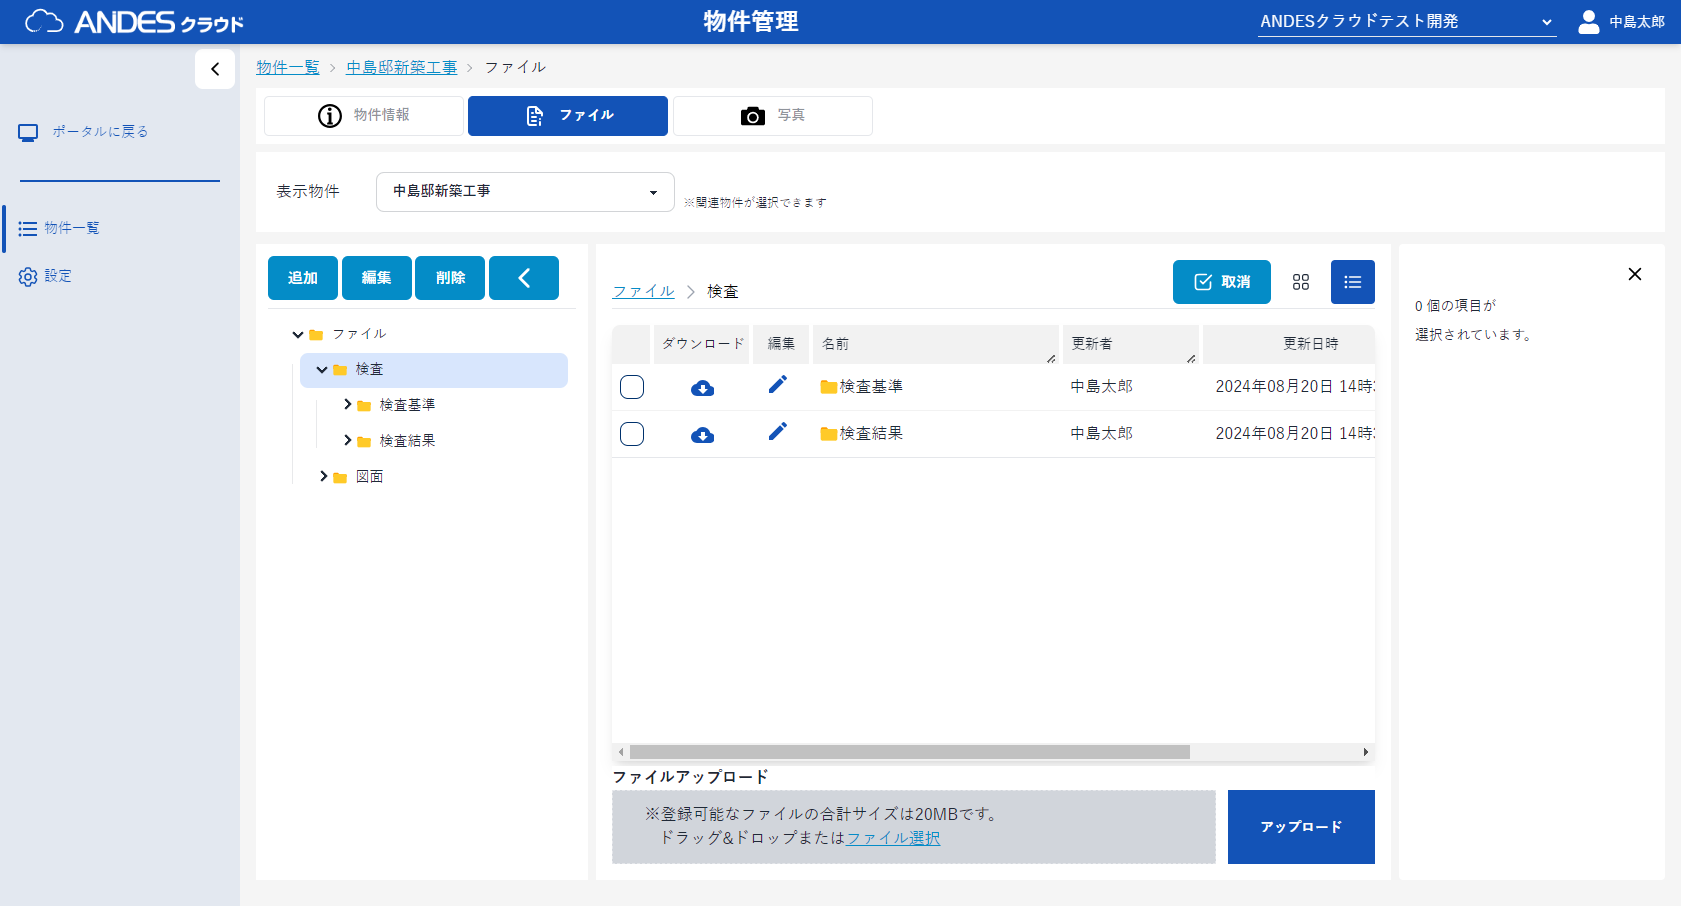 ANDES クラウド
物件管理
ANDESクラウドテスト開発
中島太郎
物件一覧 > 中島邸新築工事 > ファイル
ポータルに戻る
物件一覧
設定
物件情報
ファイル
写真
表示物件
中島邸新築工事
※関連物件が選択できます
追加
編集
削除
ファイル
検査
検査基準
検査結果
図面
ファイル > 検査
取消
ダウンロード 編集 名前 更新者 更新日時
検査基準 中島太郎 2024年08月20日 14時
検査結果 中島太郎 2024年08月20日 14時
ファイルアップロード
※登録可能なファイルの合計サイズは20MBです。
ドラッグ&ドロップまたはファイル選択
アップロード
0 個の項目が
選択されています。